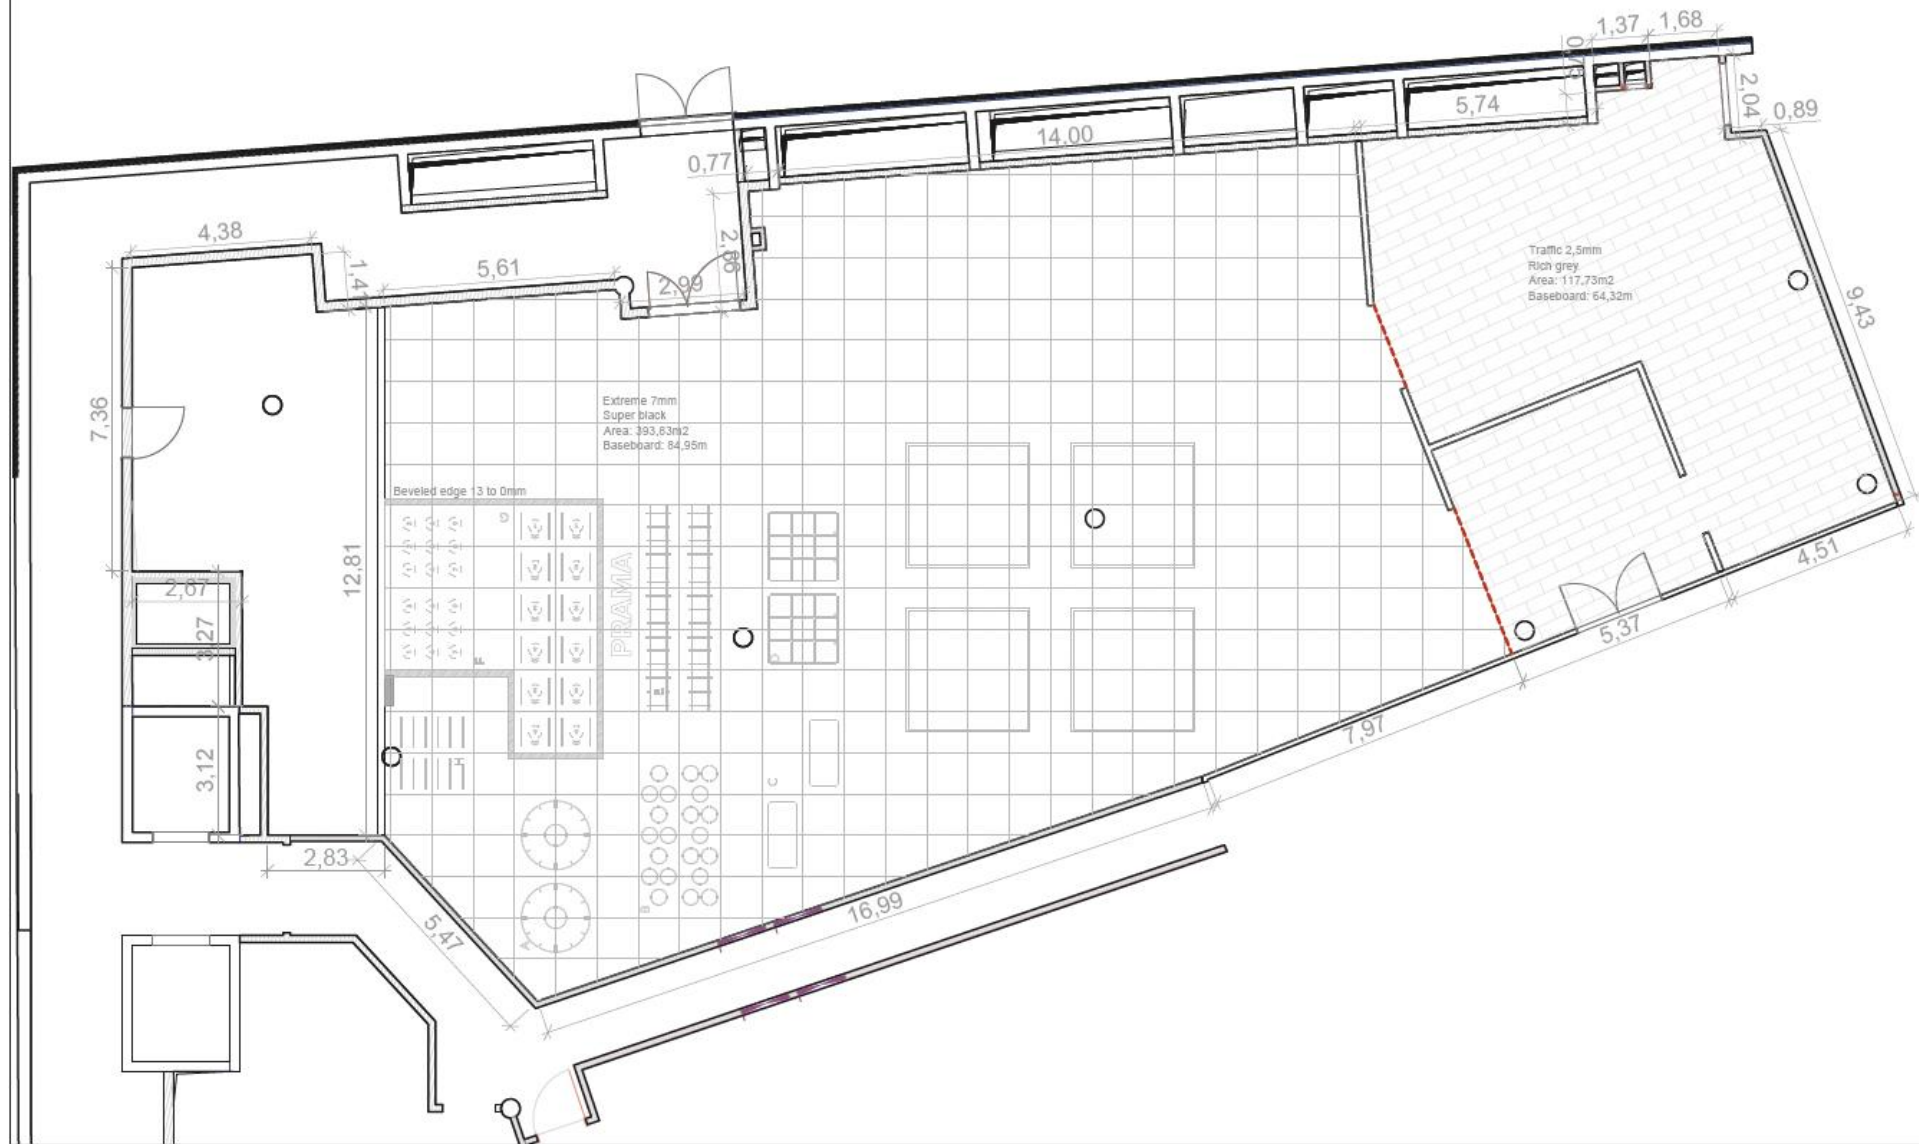 1,37
1,68
0,75
2,04
0,89
5,74
14.00
0,77
4,38
2,86
1,41
5,61
2,99
Traffic 2,5mm
Rich grey
Area: 117,73m2
Baseboard: 64,32m
9,43
7,36
Extreme 7mm
Super black
Area: 393,83m2
Baseboard: 84,95m
Beveled edge 13 to 0mm
G
12,81
PRAMA
4,51
2,67
3,27
5,37
F
E
D
7,97
3,12
H
C
2,83
16,99
B
5,47
A